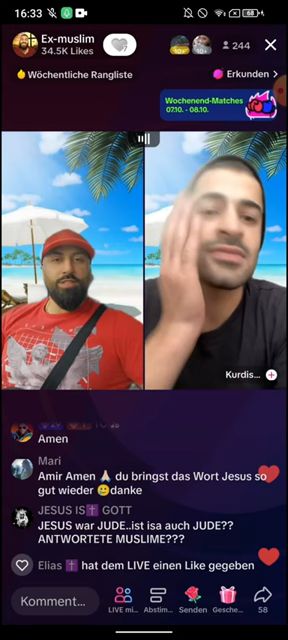 16:33
68
Ex-muslim
34.5K Likes
244
Wöchentliche Rangliste
Erkunden >
Wochenend-Matches
07.10. - 08.10.
Kurdis...
Amen
Mari
Amir Amen 🙏🏻 du bringst das Wort Jesus so
gut wieder 🥲danke
JESUS IS✝️ GOTT
JESUS war JUDE..ist isa auch JUDE??
ANTWORTETE MUSLIME???
Elias ✝️ hat dem LIVE einen Like gegeben
Komment...
LIVE mi...
Abstim...
Senden
Gesche...
58